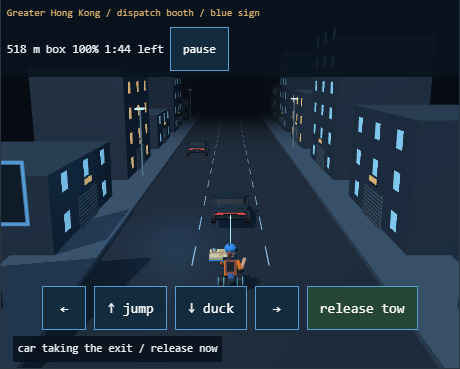 Greater Hong Kong / dispatch booth / blue sign
518 m box 100% 1:44 left pause
← ↑ jump ↓ duck → release tow
car taking the exit / release now